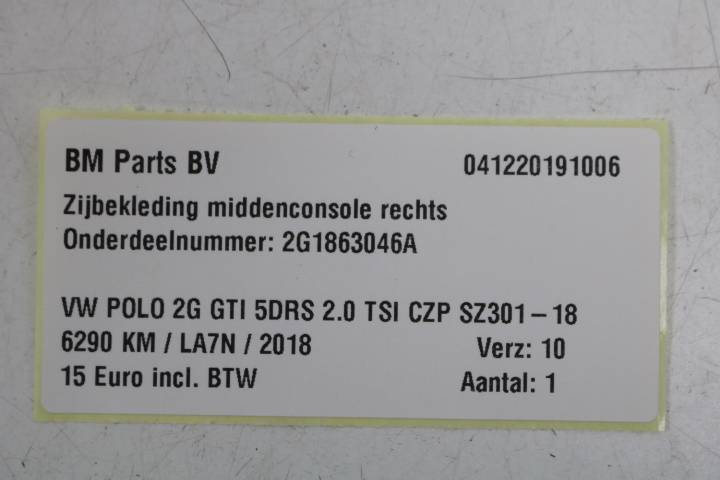 BM Parts BV 041220191006
Zijbekleding middenconsole rechts
Onderdeelnummer: 2G1863046A
VW POLO 2G GTI 5DRS 2.0 TSI CZP SZ301-18
6290 KM / LA7N / 2018 Verz: 10
15 Euro incl. BTW Aantal: 1